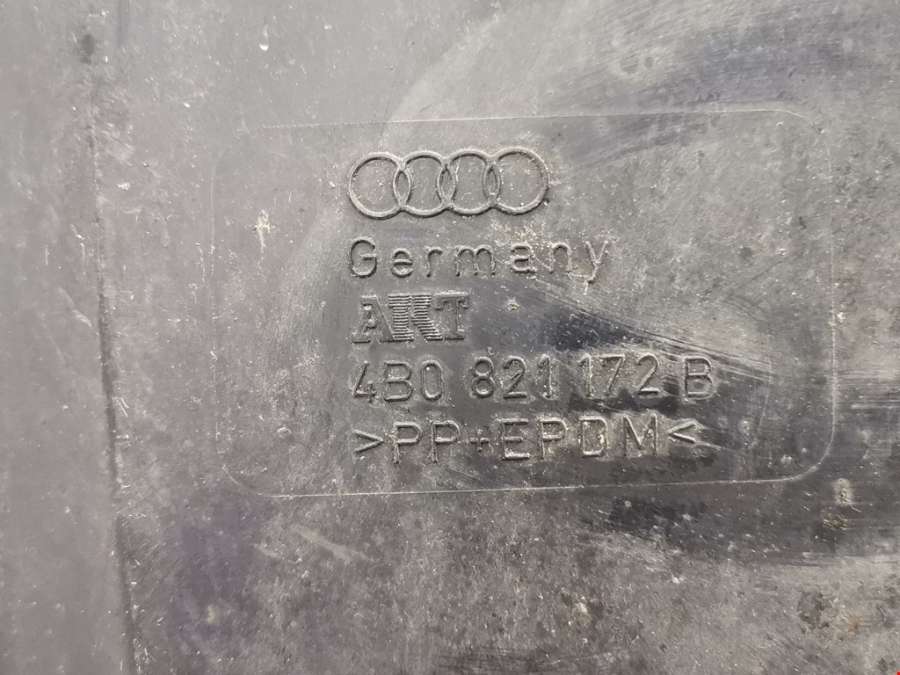 Germany
AKT
4B0 821 172 B
>PP+EPDM<